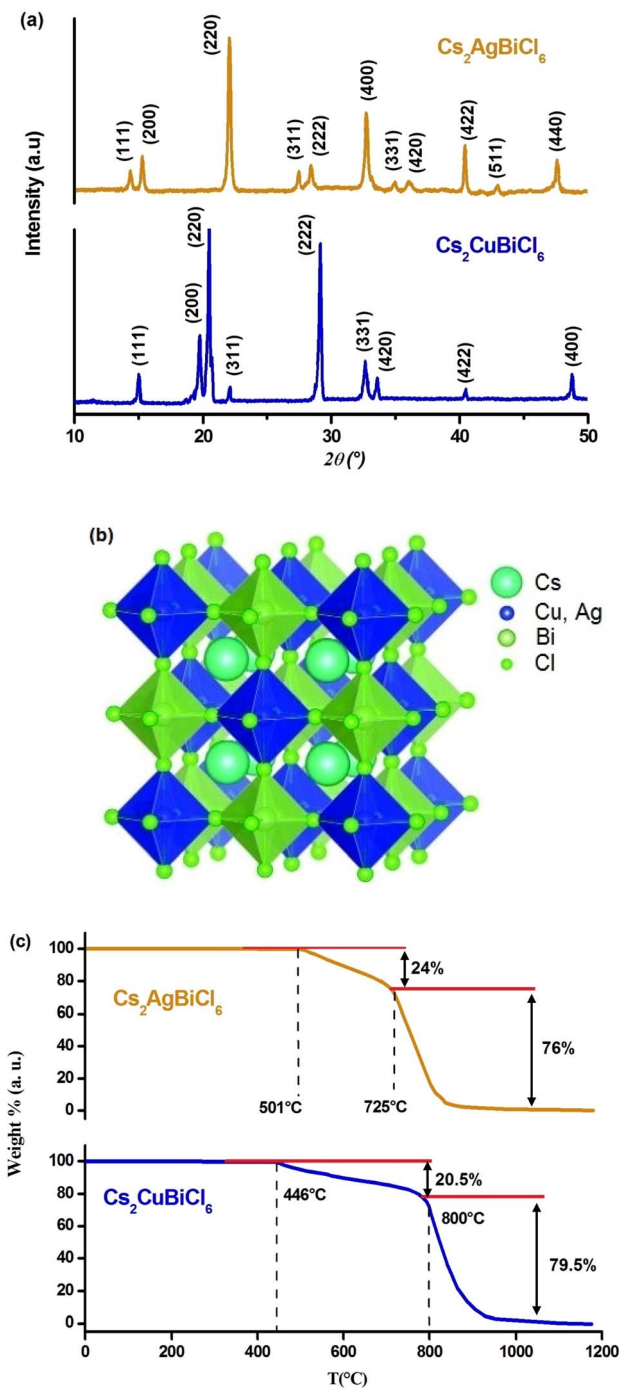 (a)
Cs₂AgBiCl₆
(111)
(200)
(220)
(311)
(222)
(400)
(331)
(420)
(422)
(511)
(440)
Intensity (a.u)
Cs₂CuBiCl₆
(111)
(200)
(220)
(311)
(222)
(331)
(420)
(422)
(400)
10 20 30 40 50
2θ (°)
(b)
Cs
Cu, Ag
Bi
Cl
(c)
100
80
60
40
20
0
Cs₂AgBiCl₆
24%
76%
501°C
725°C
Weight % (a. u.)
100
80
60
40
20
0
Cs₂CuBiCl₆
20.5%
446°C
800°C
79.5%
0 200 400 600 800 1000 1200
T(°C)